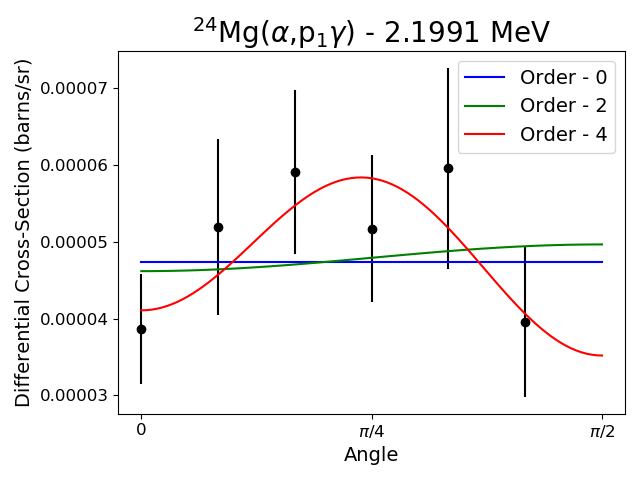 ²⁴Mg(α,p₁γ) - 2.1991 MeV
Order - 0
Order - 2
Order - 4
Differential Cross-Section (barns/sr)
0.00007
0.00006
0.00005
0.00004
0.00003
0 π/4 π/2
Angle